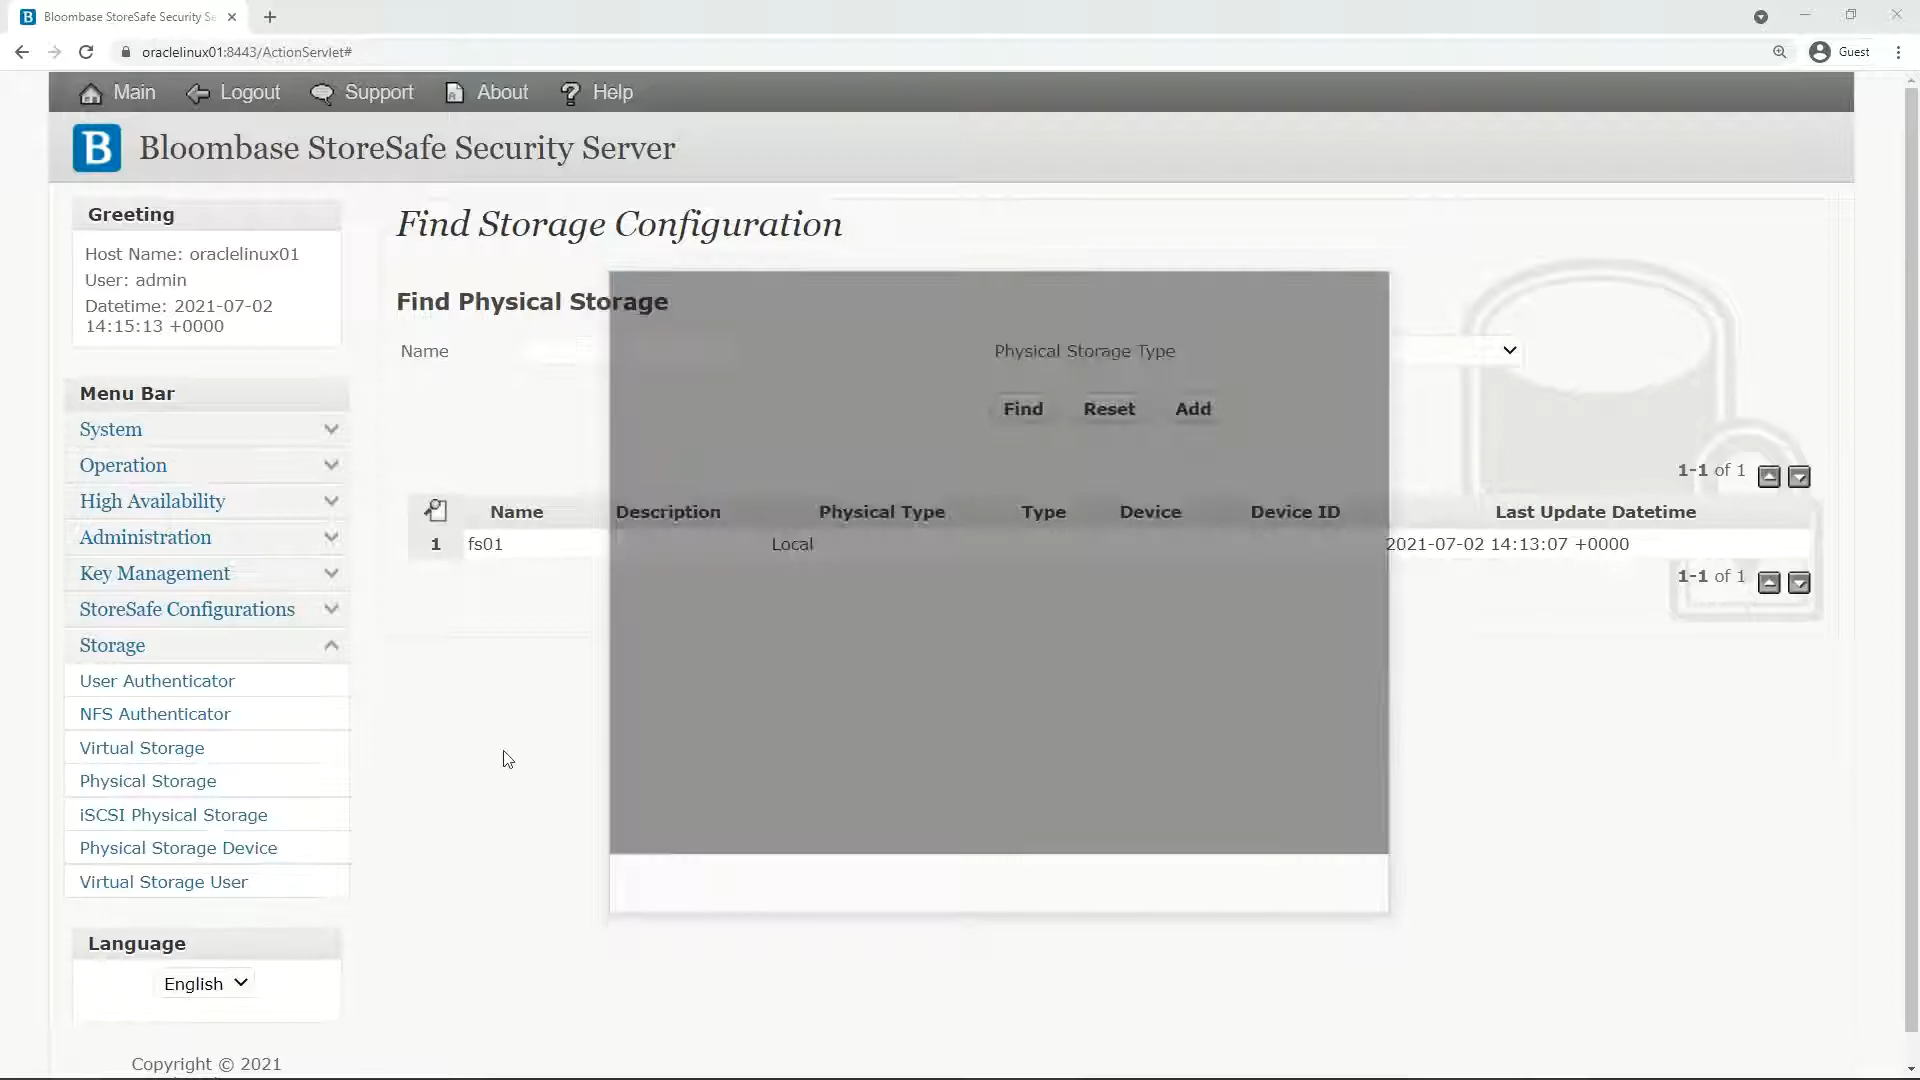 Bloombase StoreSafe Security Se
oraclelinux01:8443/ActionServlet#
Guest
Main
Logout
Support
About
Help
B
Bloombase StoreSafe Security Server
Greeting
Host Name: oraclelinux01
User: admin
Datetime: 2021-07-02
14:15:13 +0000
Menu Bar
System
Operation
High Availability
Administration
Key Management
StoreSafe Configurations
Storage
User Authenticator
NFS Authenticator
Virtual Storage
Physical Storage
iSCSI Physical Storage
Physical Storage Device
Virtual Storage User
Language
English
Copyright © 2021
Find Storage Configuration
Find Physical Storage
Name
Physical Storage Type
Find Reset Add
1-1 of 1
Name Description Physical Type Type Device Device ID Last Update Datetime
1 fs01 Local 2021-07-02 14:13:07 +0000
1-1 of 1